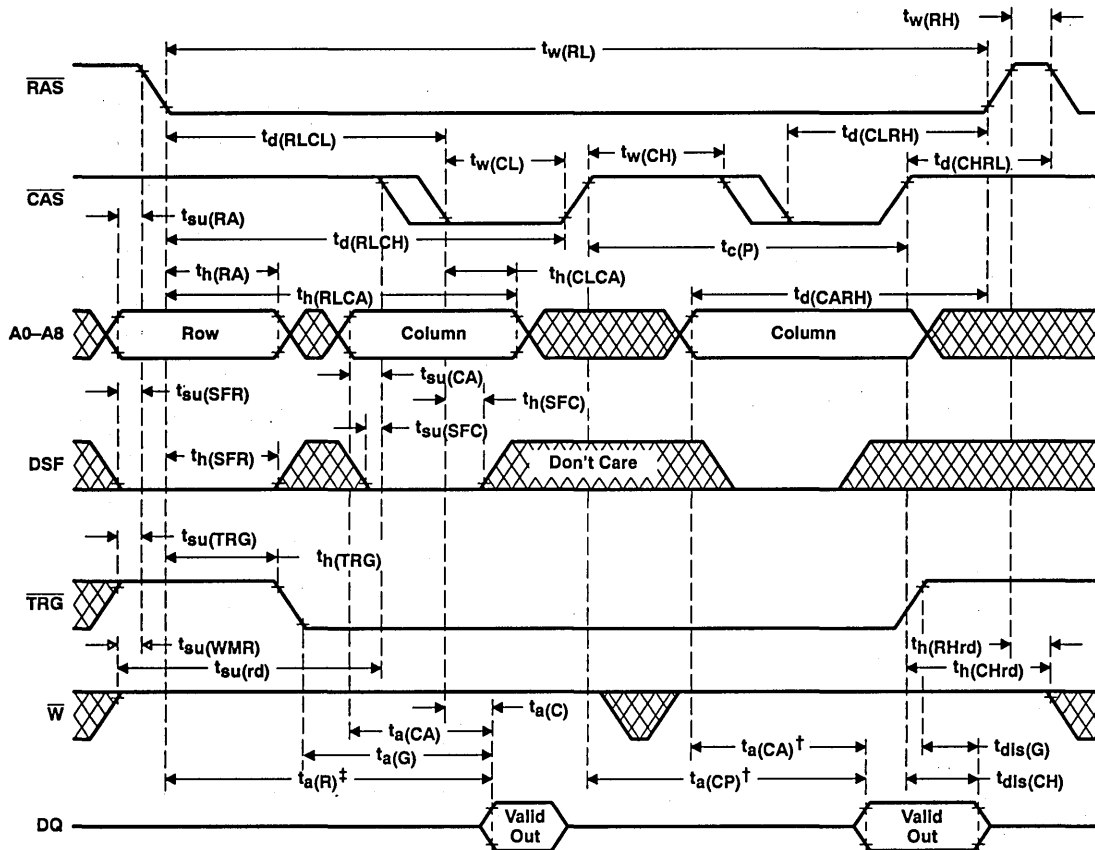 tw(RH)
tw(RL)
RAS
td(RLCL)
td(CLRH)
tw(CL)
tw(CH)
td(CHRL)
CAS
tsu(RA)
td(RLCH)
tc(P)
th(RA)
th(CLCA)
th(RLCA)
td(CARH)
A0–A8
Row
Column
Column
tsu(SFR)
tsu(CA)
th(SFC)
tsu(SFC)
DSF
th(SFR)
Don't Care
tsu(TRG)
th(TRG)
TRG
tsu(WMR)
th(RHrd)
tsu(rd)
th(CHrd)
W
ta(C)
ta(CA)
ta(CA)†
tdis(G)
ta(G)
ta(R)‡
ta(CP)†
tdis(CH)
DQ
Valid
Out
Valid
Out